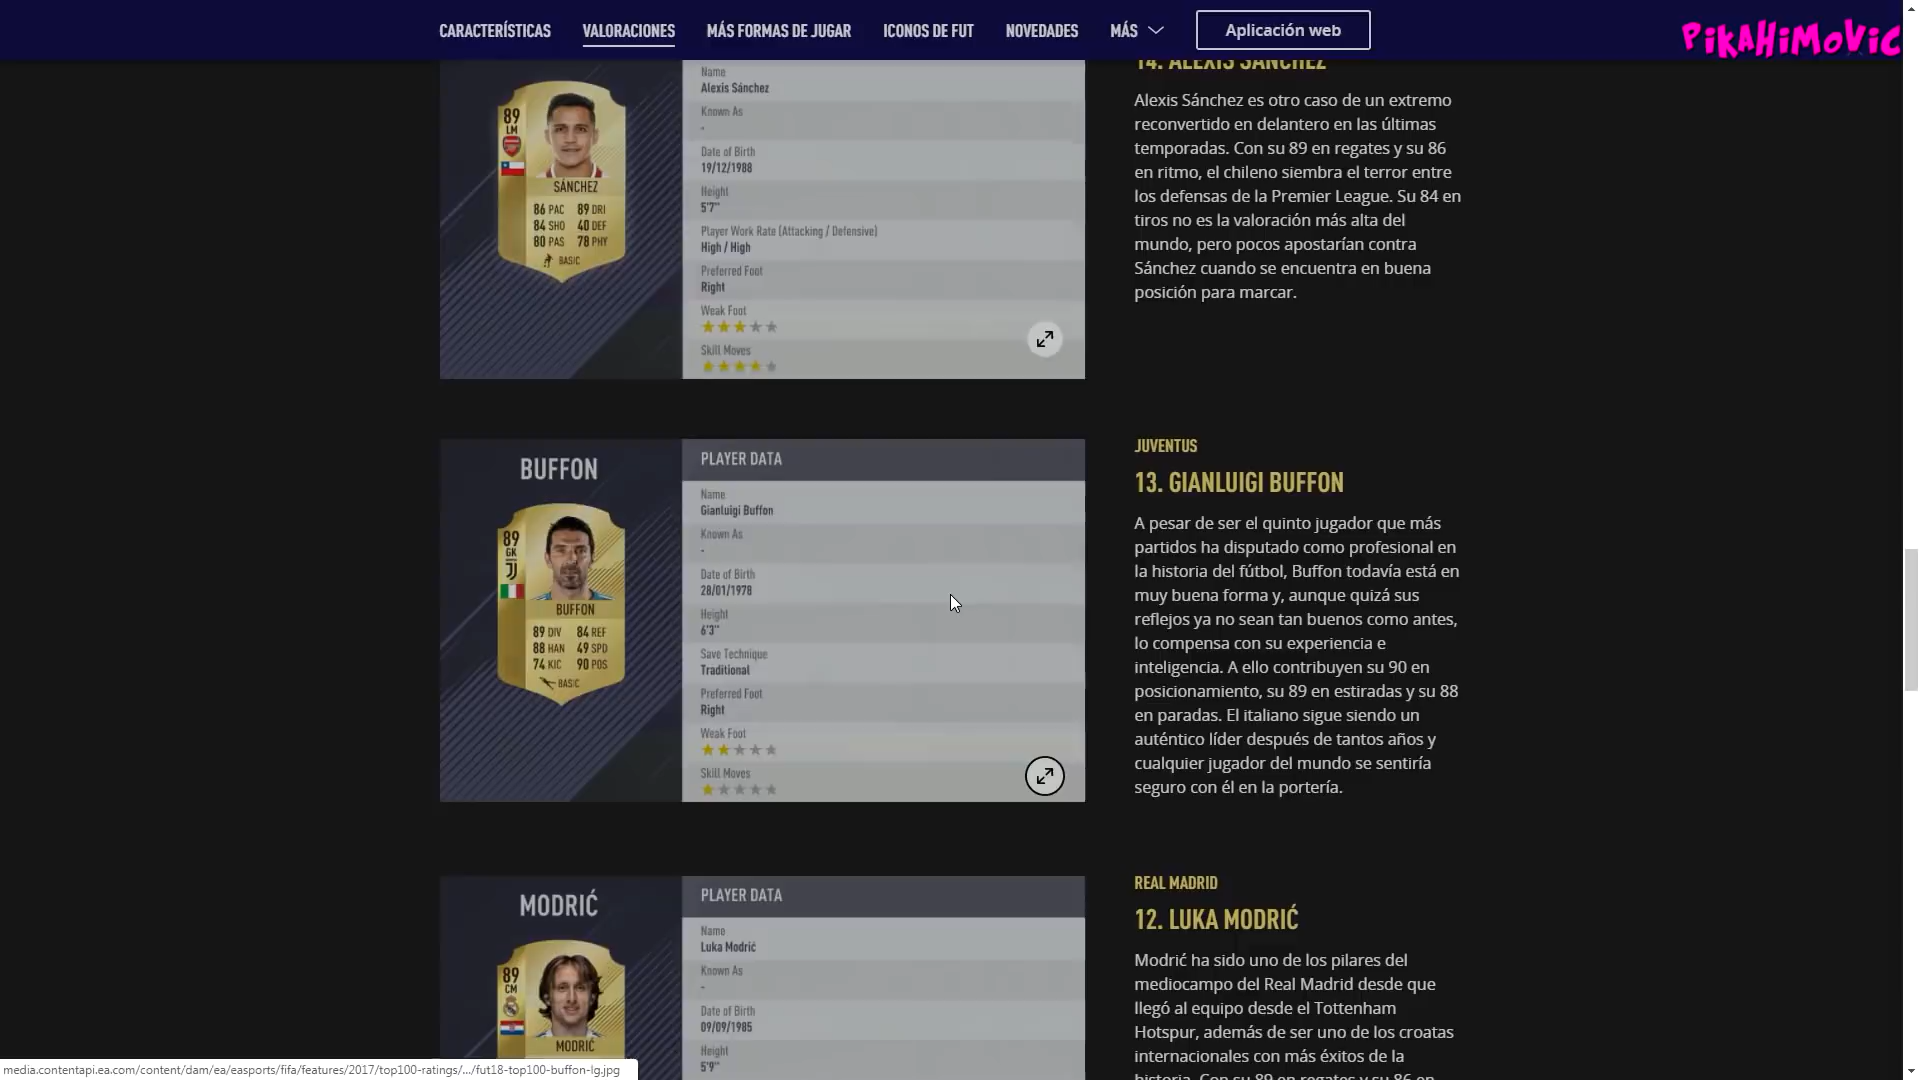 CARACTERÍSTICAS VALORACIONES MÁS FORMAS DE JUGAR ICONOS DE FUT NOVEDADES MÁS Aplicación web
PiKAHiMOViC
Name
Alexis Sánchez
Known As
-
Date of Birth
19/12/1988
Height
5'7"
Player Work Rate (Attacking / Defensive)
High / High
Preferred Foot
Right
Weak Foot
Skill Moves
89
LM
SÁNCHEZ
86 PAC 89 DRI
84 SHO 40 DEF
80 PAS 78 PHY
BASIC
14. ALEXIS SÁNCHEZ
Alexis Sánchez es otro caso de un extremo
reconvertido en delantero en las últimas
temporadas. Con su 89 en regates y su 86
en ritmo, el chileno siembra el terror entre
los defensas de la Premier League. Su 84 en
tiros no es la valoración más alta del
mundo, pero pocos apostarían contra
Sánchez cuando se encuentra en buena
posición para marcar.
BUFFON
89
GK
BUFFON
89 DIV 84 REF
88 HAN 49 SPD
74 KIC 90 POS
BASIC
PLAYER DATA
Name
Gianluigi Buffon
Known As
-
Date of Birth
28/01/1978
Height
6'3"
Save Technique
Traditional
Preferred Foot
Right
Weak Foot
Skill Moves
JUVENTUS
13. GIANLUIGI BUFFON
A pesar de ser el quinto jugador que más
partidos ha disputado como profesional en
la historia del fútbol, Buffon todavía está en
muy buena forma y, aunque quizá sus
reflejos ya no sean tan buenos como antes,
lo compensa con su experiencia e
inteligencia. A ello contribuyen su 90 en
posicionamiento, su 89 en estiradas y su 88
en paradas. El italiano sigue siendo un
auténtico líder después de tantos años y
cualquier jugador del mundo se sentiría
seguro con él en la portería.
MODRIĆ
89
CM
MODRIĆ
PLAYER DATA
Name
Luka Modrić
Known As
-
Date of Birth
09/09/1985
Height
5'9"
REAL MADRID
12. LUKA MODRIĆ
Modrić ha sido uno de los pilares del
mediocampo del Real Madrid desde que
llegó al equipo desde el Tottenham
Hotspur, además de ser uno de los croatas
internacionales con más éxitos de la
historia. Con su 89 en regates y su 86 en
media.contentapi.ea.com/content/dam/ea/easports/fifa/features/2017/top100-ratings/.../fut18-top100-buffon-lg.jpg